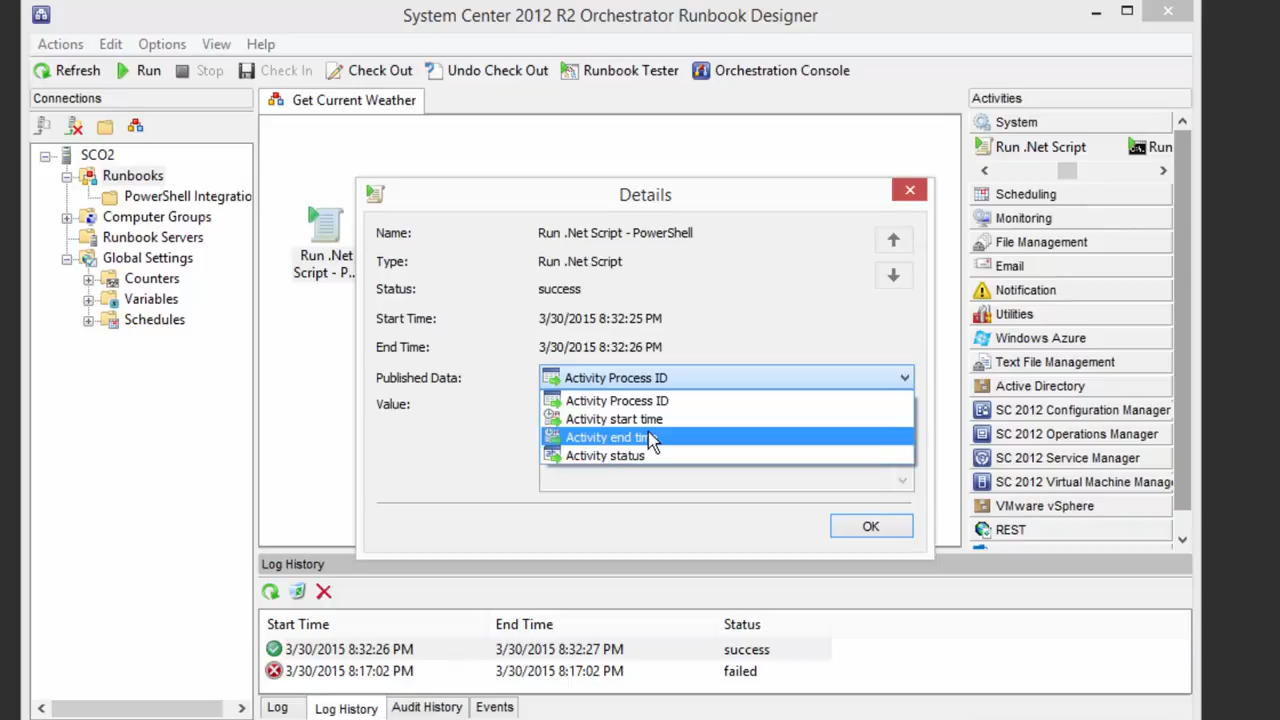 System Center 2012 R2 Orchestrator Runbook Designer
Actions Edit Options View Help
Refresh Run Stop Check In Check Out Undo Check Out Runbook Tester Orchestration Console
Connections
Get Current Weather
Activities
SCO2
Runbooks
PowerShell Integratio
Computer Groups
Runbook Servers
Global Settings
Counters
Variables
Schedules
Run .Net
Script - P...
Details
Name: Run .Net Script - PowerShell
Type: Run .Net Script
Status: success
Start Time: 3/30/2015 8:32:25 PM
End Time: 3/30/2015 8:32:26 PM
Published Data: Activity Process ID
Value:
Activity Process ID
Activity start time
Activity end
Activity status
OK
System
Run .Net Script Run
Scheduling
Monitoring
File Management
Email
Notification
Utilities
Windows Azure
Text File Management
Active Directory
SC 2012 Configuration Manager
SC 2012 Operations Manager
SC 2012 Service Manager
SC 2012 Virtual Machine Manag
VMware vSphere
REST
Log History
Start Time End Time Status
3/30/2015 8:32:26 PM 3/30/2015 8:32:27 PM success
3/30/2015 8:17:02 PM 3/30/2015 8:17:02 PM failed
Log Log History Audit History Events